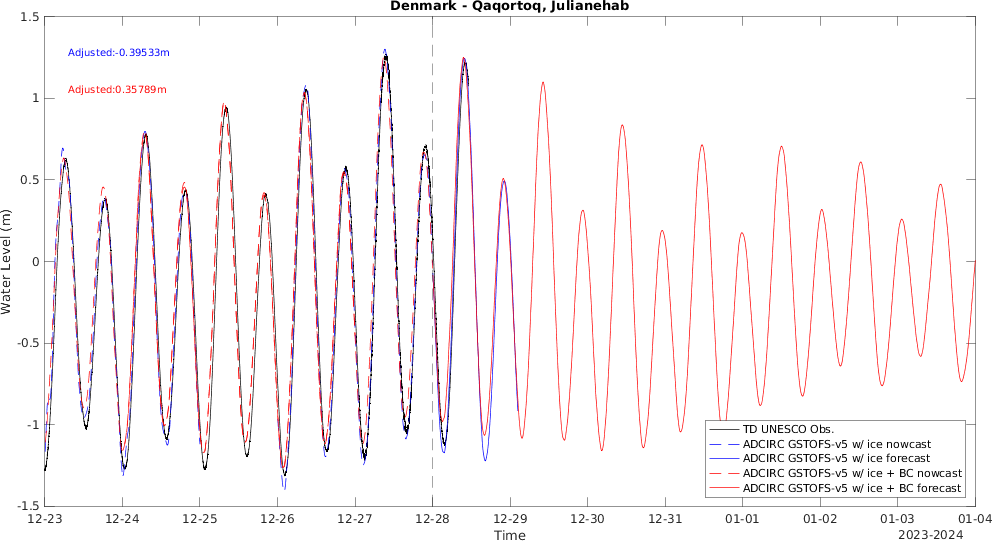 Denmark - Qaqortoq, Julianehab
1.5
1
0.5
0
-0.5
-1
-1.5
Water Level (m)
Adjusted:-0.39533m
Adjusted:0.35789m
TD UNESCO Obs.
ADCIRC GSTOFS-v5 w/ ice nowcast
ADCIRC GSTOFS-v5 w/ ice forecast
ADCIRC GSTOFS-v5 w/ ice + BC nowcast
ADCIRC GSTOFS-v5 w/ ice + BC forecast
12-23 12-24 12-25 12-26 12-27 12-28 12-29 12-30 12-31 01-01 01-02 01-03 01-04
Time
2023-2024